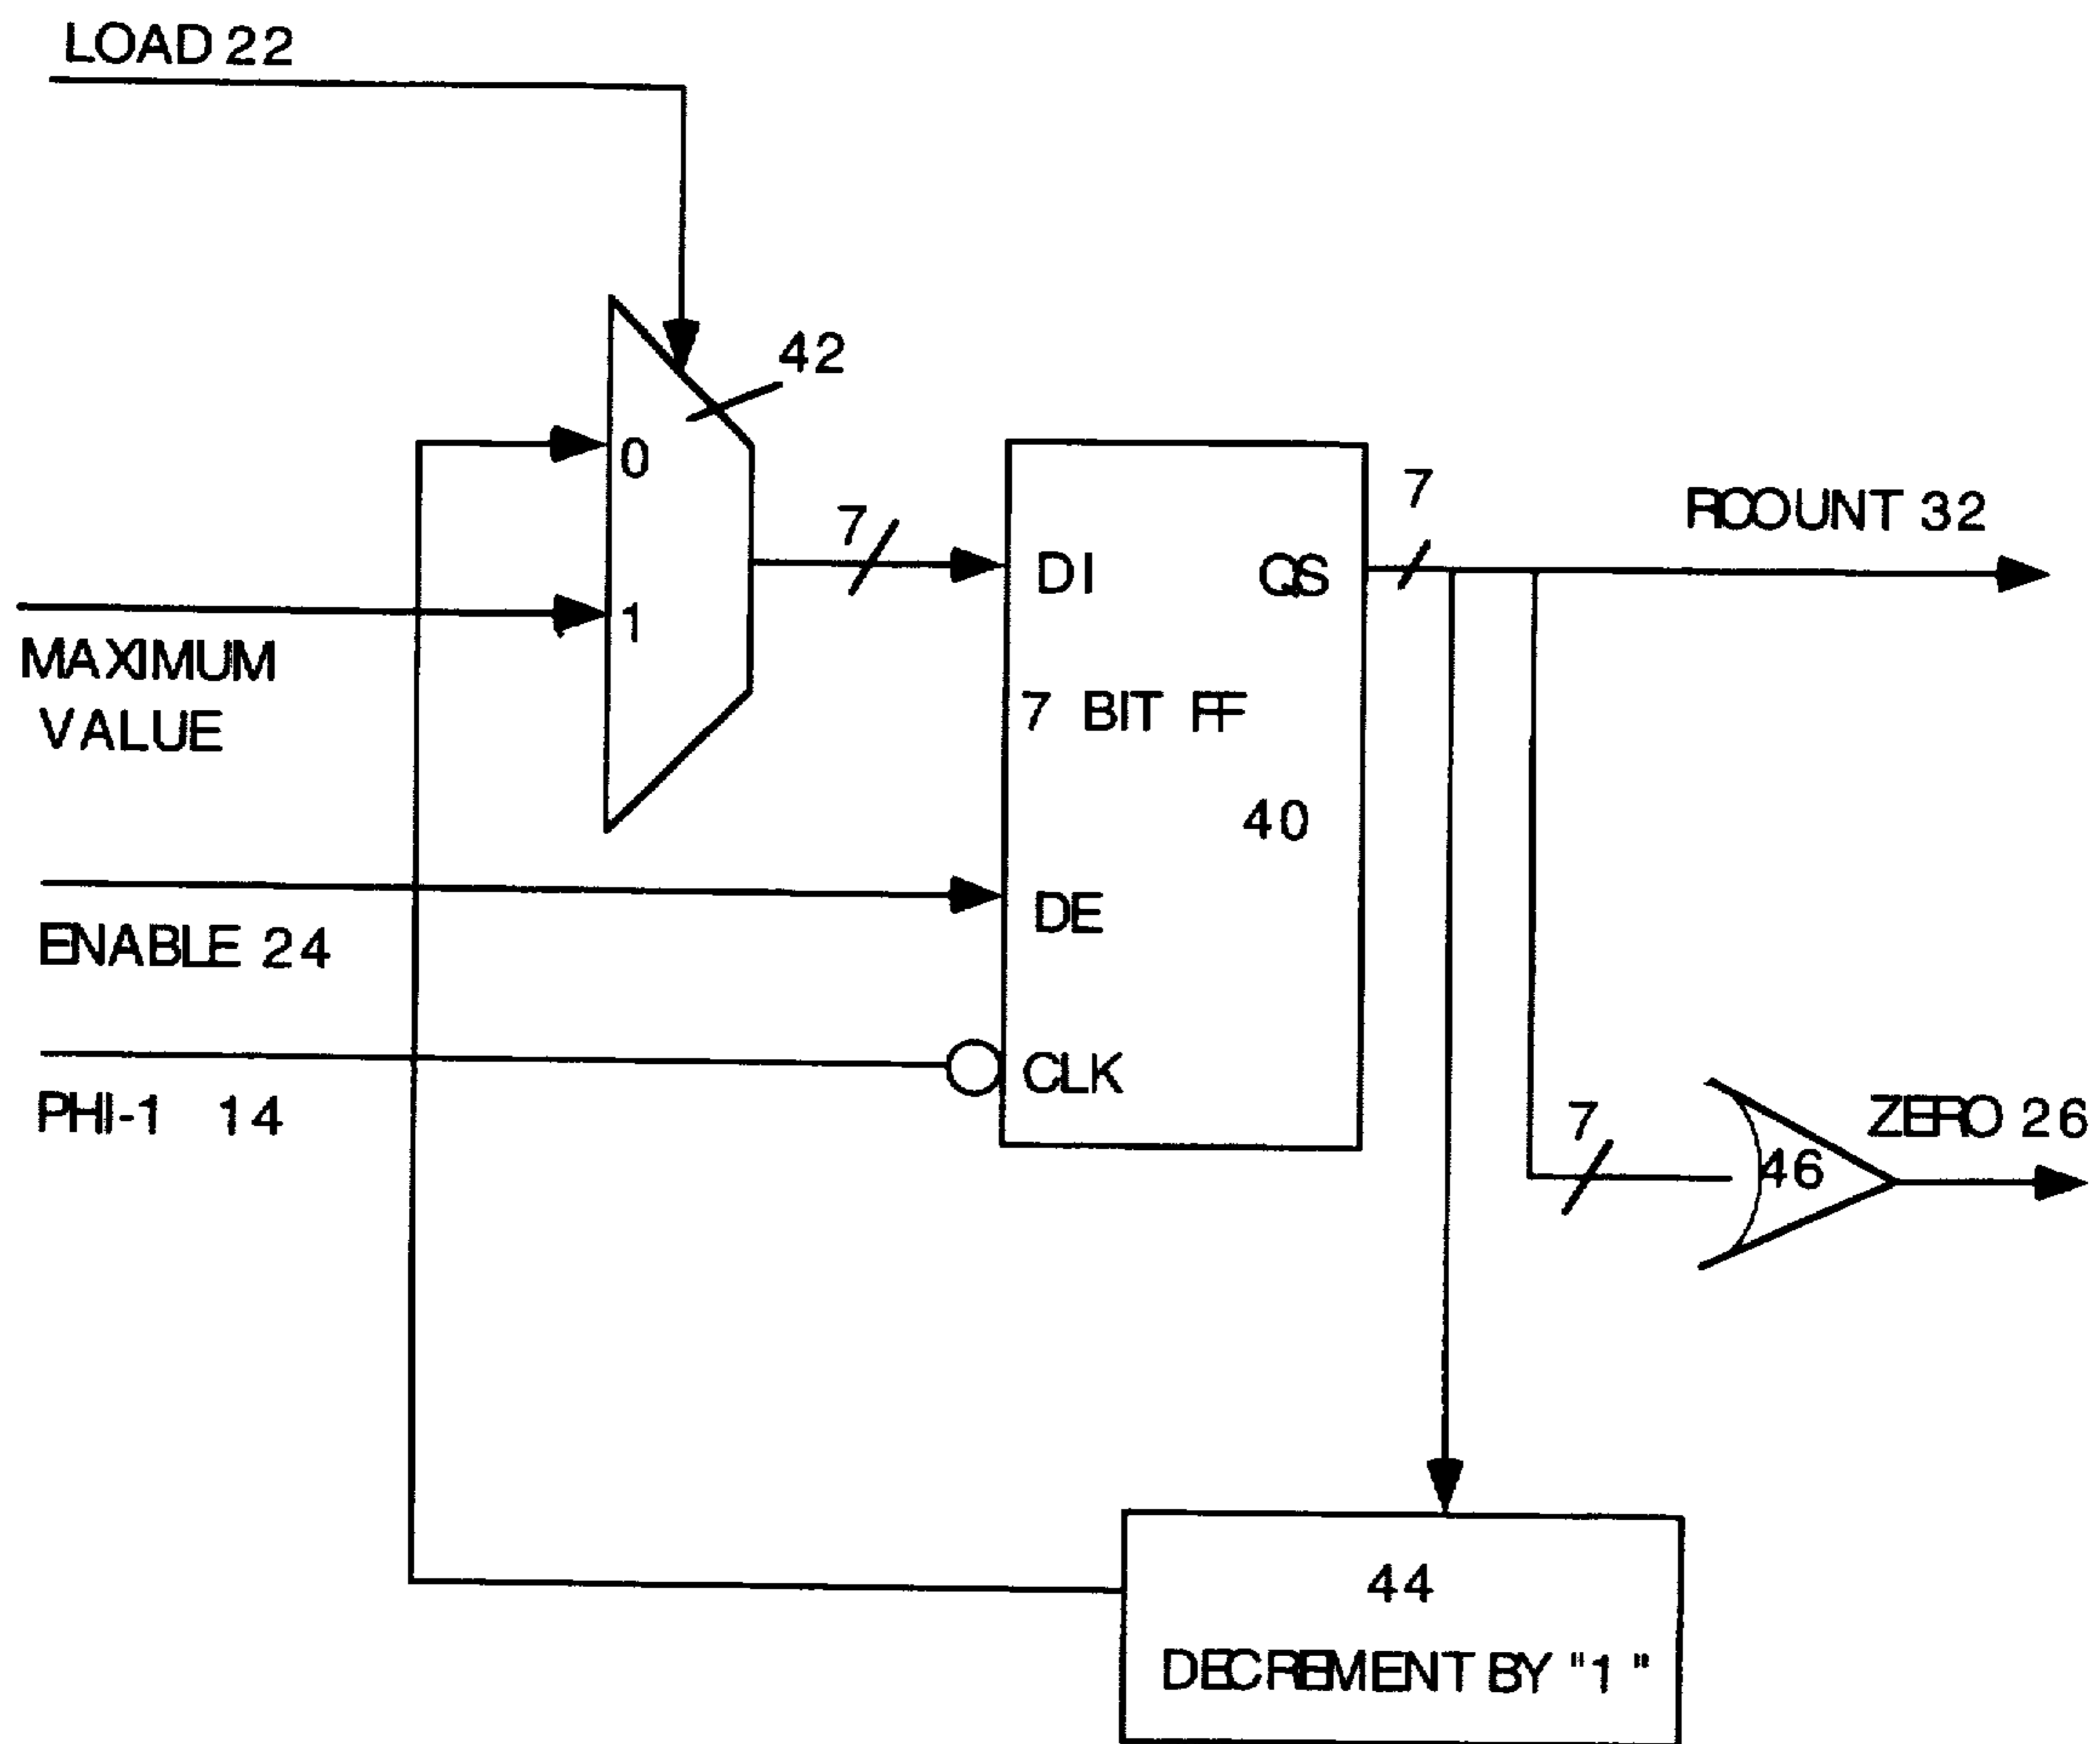 LOAD 22
42
0
7
7
RCOUNT 32
DI
QS
1
MAXIMUM
VALUE
7 BIT FF
40
DE
ENABLE 24
CLK
PHI-1 14
7
ZERO 26
46
44
DECREMENT BY "1"